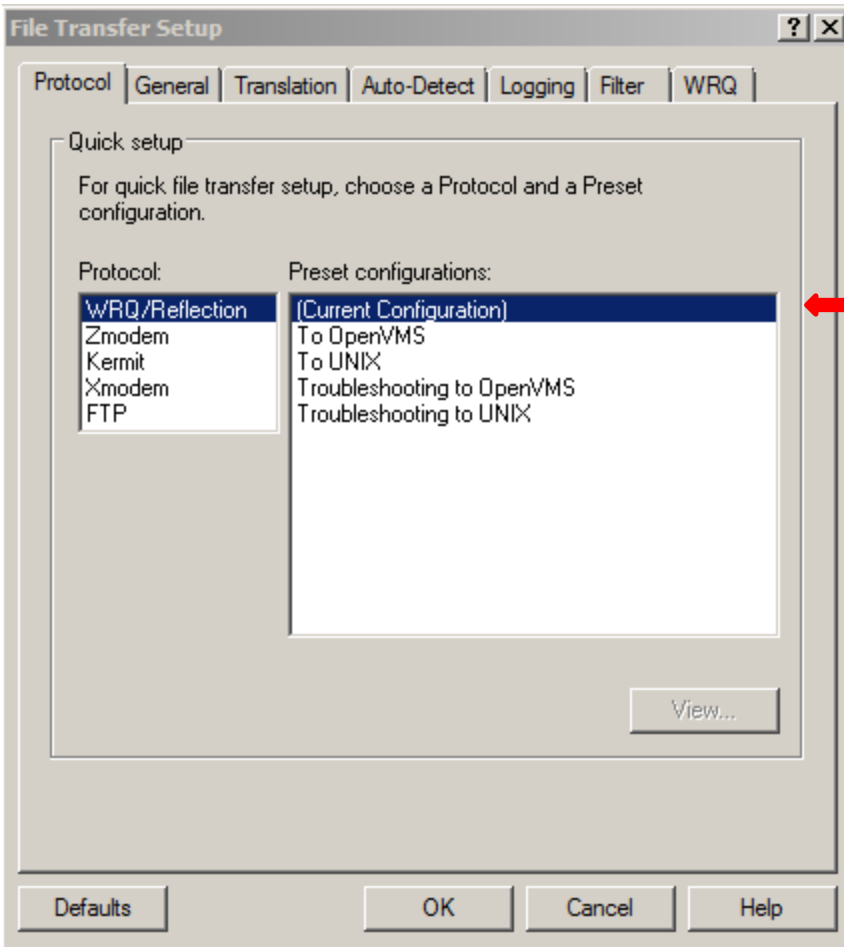 File Transfer Setup
? X
Protocol General Translation Auto-Detect Logging Filter WRQ
Quick setup
For quick file transfer setup, choose a Protocol and a Preset
configuration.
Protocol: Preset configurations:
WRQ/Reflection (Current Configuration)
Zmodem To OpenVMS
Kermit To UNIX
Xmodem Troubleshooting to OpenVMS
FTP Troubleshooting to UNIX
View...
Defaults OK Cancel Help